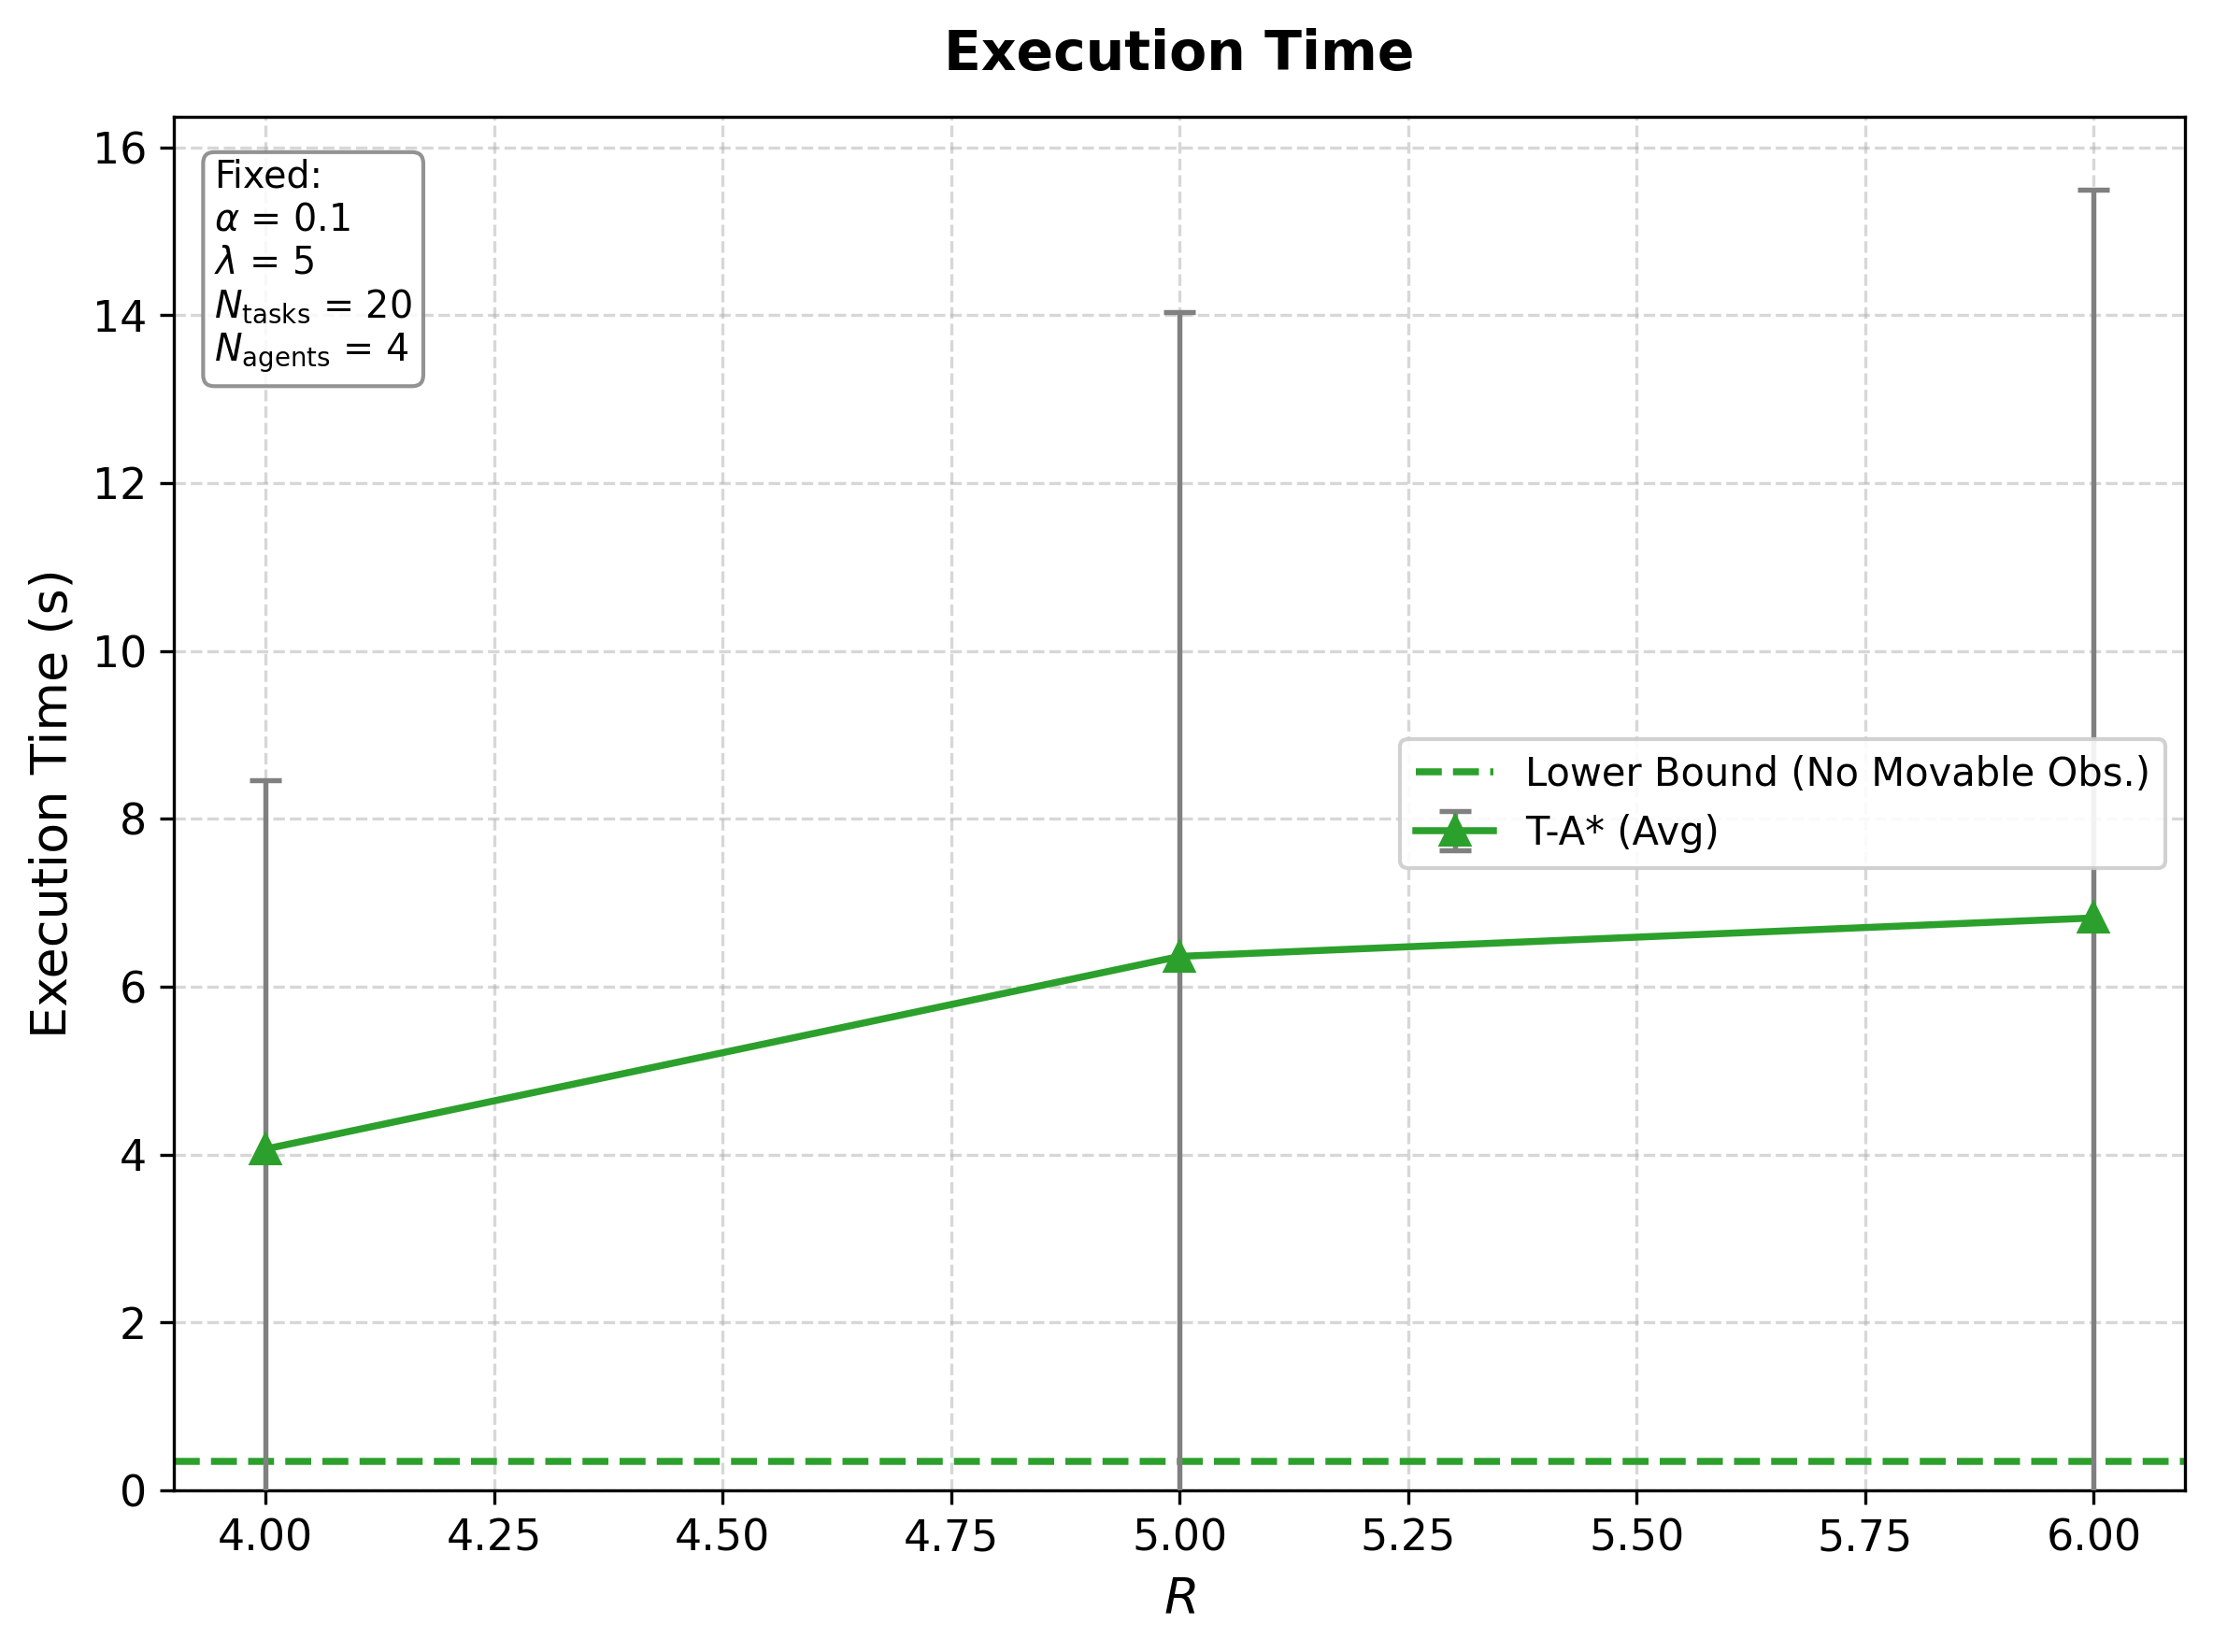 Execution Time
Fixed:
α = 0.1
λ = 5
N_tasks = 20
N_agents = 4
Execution Time (s)
16
14
12
10
8
6
4
2
0
Lower Bound (No Movable Obs.)
T-A* (Avg)
4.00 4.25 4.50 4.75 5.00 5.25 5.50 5.75 6.00
R